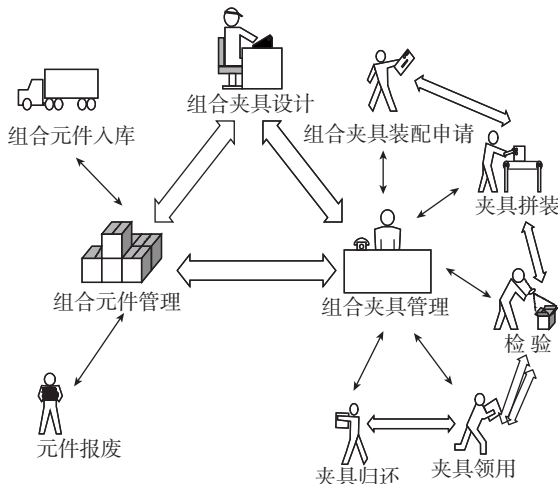 组合夹具设计
组合元件入库
组合夹具装配申请
夹具拼装
组合元件管理
组合夹具管理
检 验
元件报废
夹具归还
夹具领用